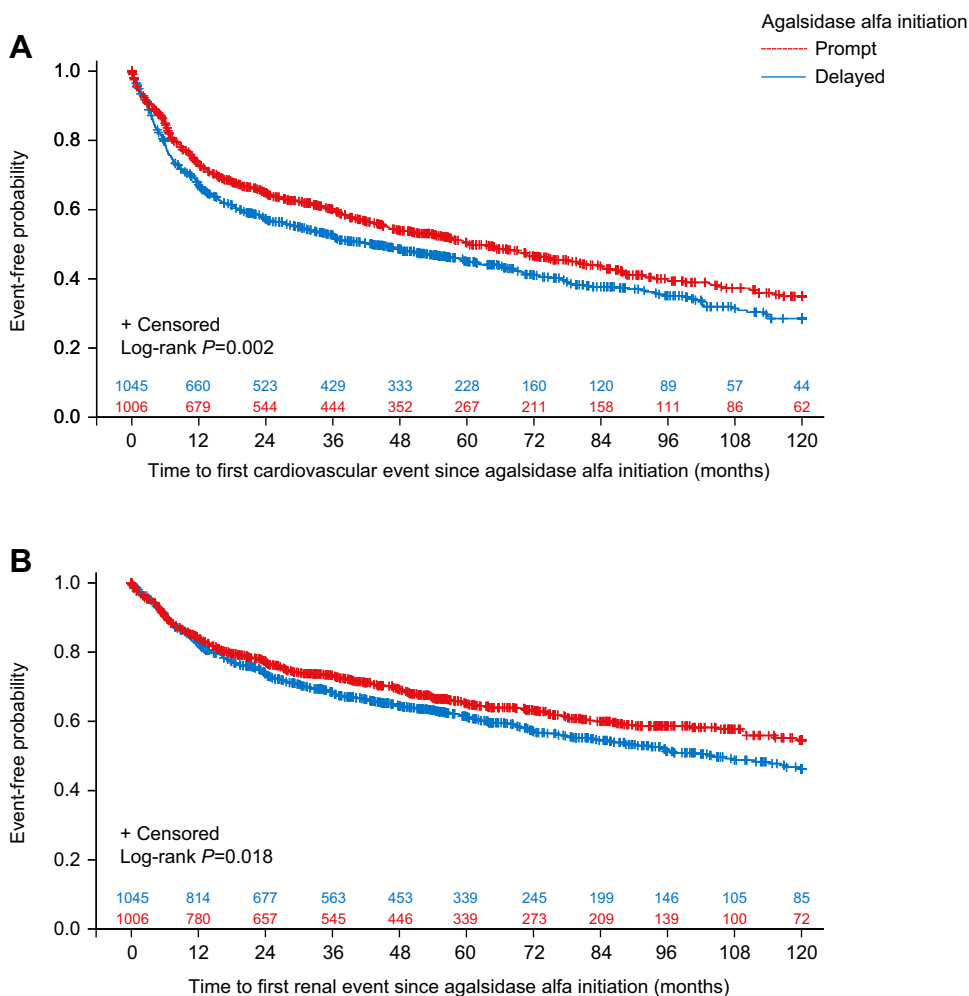 Agalsidase alfa initiation
Prompt
Delayed
A
Event-free probability
1.0
0.8
0.6
0.4
0.2
0.0
+ Censored
Log-rank P=0.002
1045 660 523 429 333 228 160 120 89 57 44
1006 679 544 444 352 267 211 158 111 86 62
0 12 24 36 48 60 72 84 96 108 120
Time to first cardiovascular event since agalsidase alfa initiation (months)
B
Event-free probability
1.0
0.8
0.6
0.4
0.2
0.0
+ Censored
Log-rank P=0.018
1045 814 677 563 453 339 245 199 146 105 85
1006 780 657 545 446 339 273 209 139 100 72
0 12 24 36 48 60 72 84 96 108 120
Time to first renal event since agalsidase alfa initiation (months)